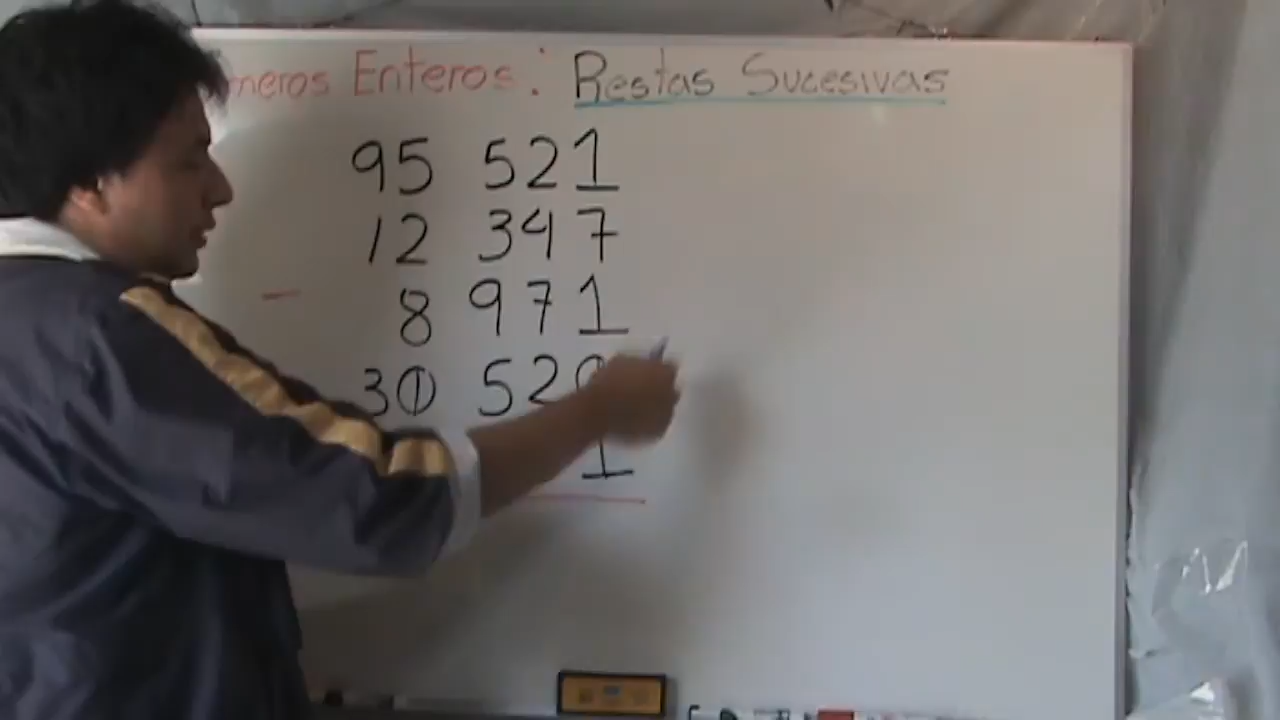 meros Enteros: Restas Sucesivas
95 521
12 347
- 8 971
30 52
1